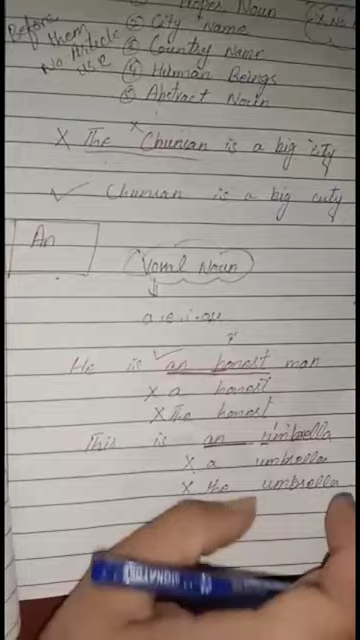 ① Proper Noun
② City Name
③ Country Name
④ Human Beings
⑤ Abstract Noun
Before them
No Article use
X The Chunian is a big city
✓ Chunian is a big cuty
An
Vowel Noun
a.e.i.o.u
He is an honest man
X a honest
X The honest
This is an umbrella
X a umbrella
X the umbrella